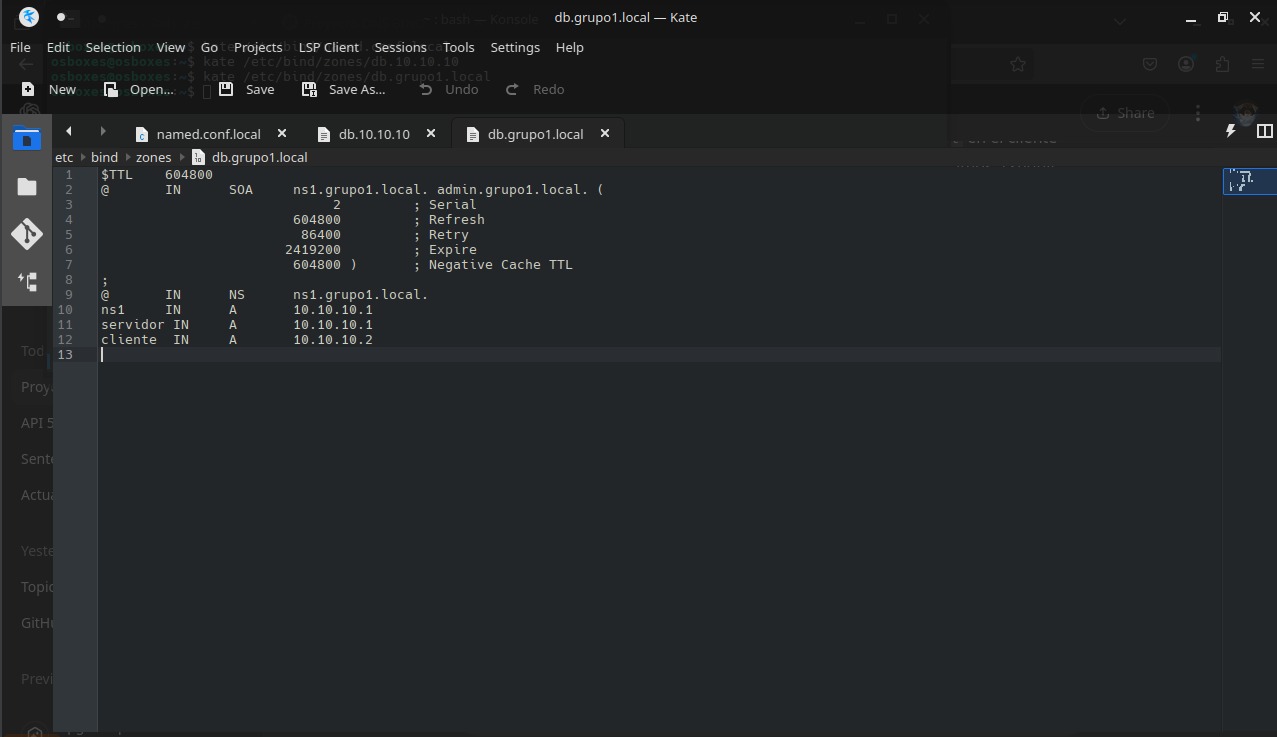 ~ : bash — Konsole
db.grupo1.local — Kate
File Edit Selection View Go Projects LSP Client Sessions Tools Settings Help
osboxes@osboxes:~$ kate /etc/bind/zones/db.10.10.10
osboxes@osboxes:~$ kate /etc/bind/zones/db.grupo1.local
osboxes@osboxes:~$
New Open... Save Save As... Undo Redo
Share
named.conf.local db.10.10.10 db.grupo1.local
etc bind zones db.grupo1.local
1 $TTL 604800
2 @ IN SOA ns1.grupo1.local. admin.grupo1.local. (
3 2 ; Serial
4 604800 ; Refresh
5 86400 ; Retry
6 2419200 ; Expire
7 604800 ) ; Negative Cache TTL
8 ;
9 @ IN NS ns1.grupo1.local.
10 ns1 IN A 10.10.10.1
11 servidor IN A 10.10.10.1
12 cliente IN A 10.10.10.2
13
Tod
Proy
API 5
Sent
Actua
Yeste
Topic
GitH
Previ